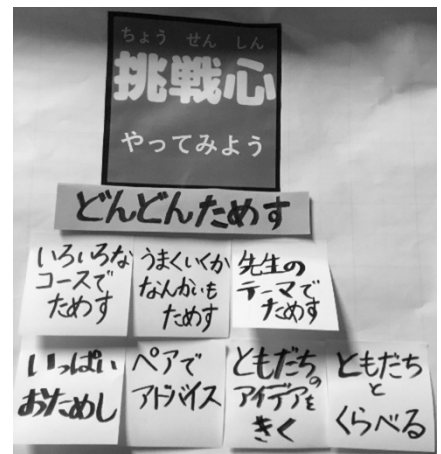 ちょう せん しん
挑戦心
やってみよう
どんどんためす
いろいろな
コースで
ためす
うまくいくか
なんかいも
ためす
先生の
テーマで
ためす
いっぱい
おためし
ペアで
アドバイス
ともだちの
アイデアを
きく
ともだち
と
くらべる